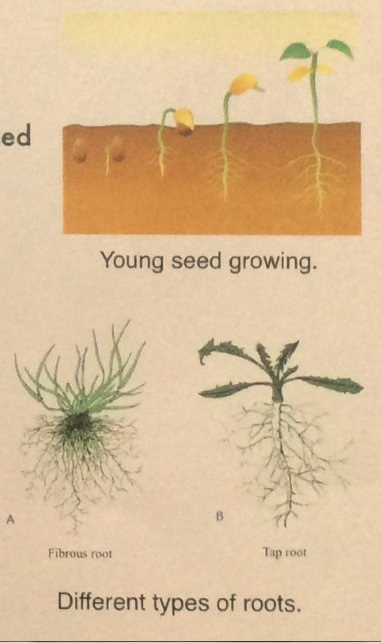 ed
Young seed growing.
A
B
Fibrous root
Tap root
Different types of roots.